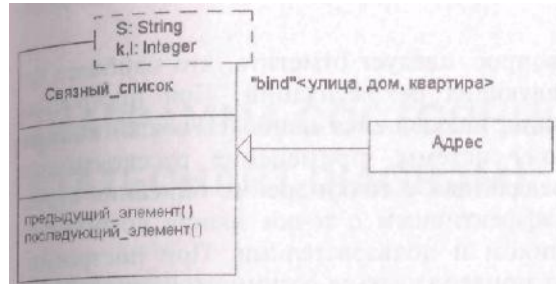 S: String
k,l: Integer
Связный_список
"bind"<улица, дом, квартира>
Адрес
предыдущий_элемент()
последующий_элемент()